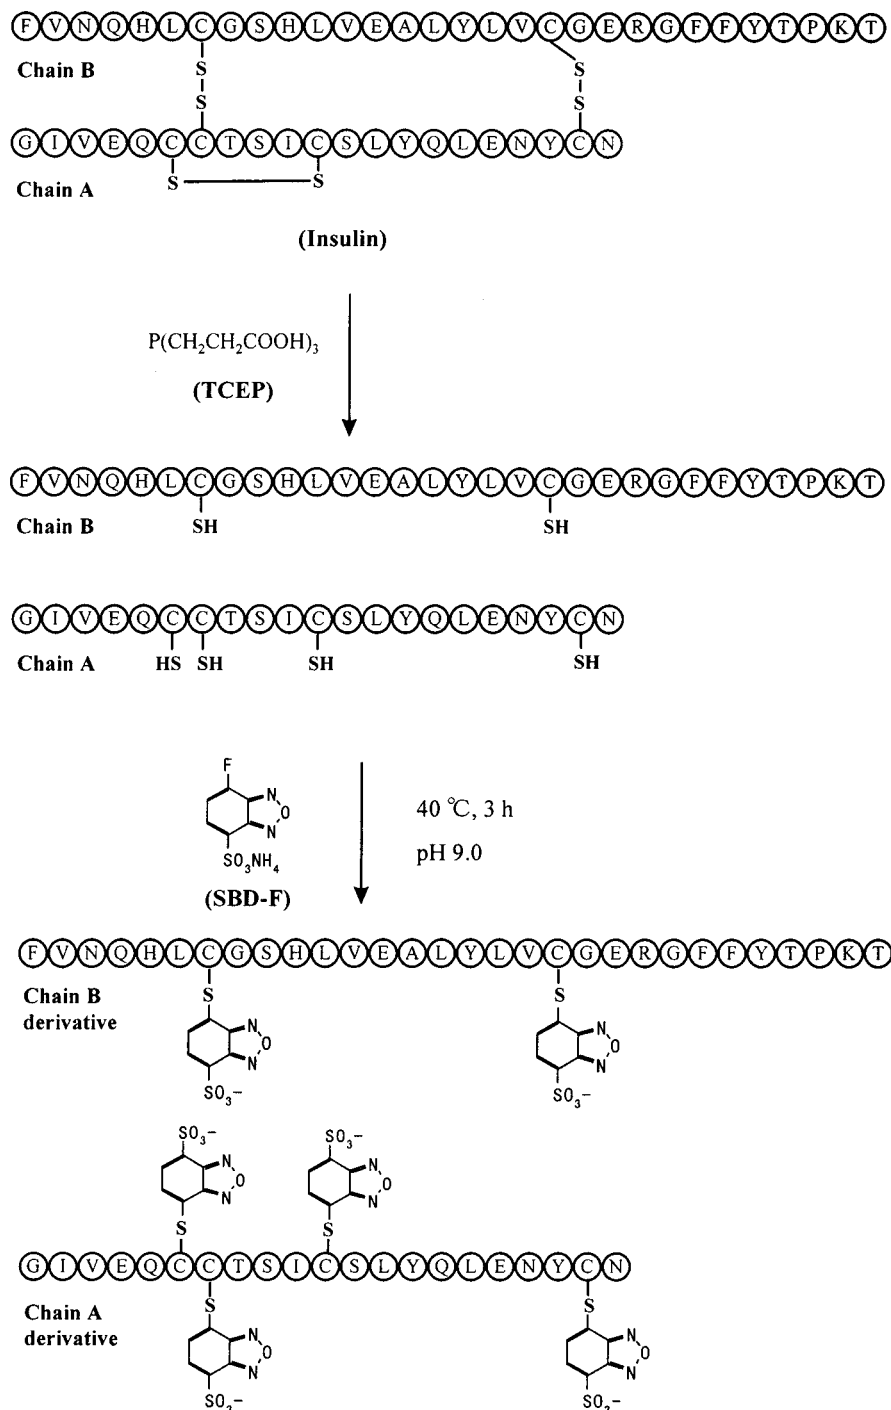 FVNQHLCGSHLVEALYLVCGERGFFYTPKT
Chain B
S S
S S
GIVEQCCTSICSLYQLENYCN
S S
Chain A
(Insulin)
P(CH₂CH₂COOH)₃
(TCEP)
FVNQHLCGSHLVEALYLVCGERGFFYTPKT
Chain B
SH SH
GIVEQCCTSICSLYQLENYCN
Chain A
HS SH SH SH
F
N
O
N
SO₃NH₄
(SBD-F)
40 °C, 3 h
pH 9.0
FVNQHLCGSHLVEALYLVCGERGFFYTPKT
Chain B
derivative
S S
N N
O O
N N
SO₃− SO₃−
SO₃− SO₃−
N N
O O
N N
S S
GIVEQCCTSICSLYQLENYCN
Chain A
derivative
S S
N N
O O
N N
SO₃− SO₃−